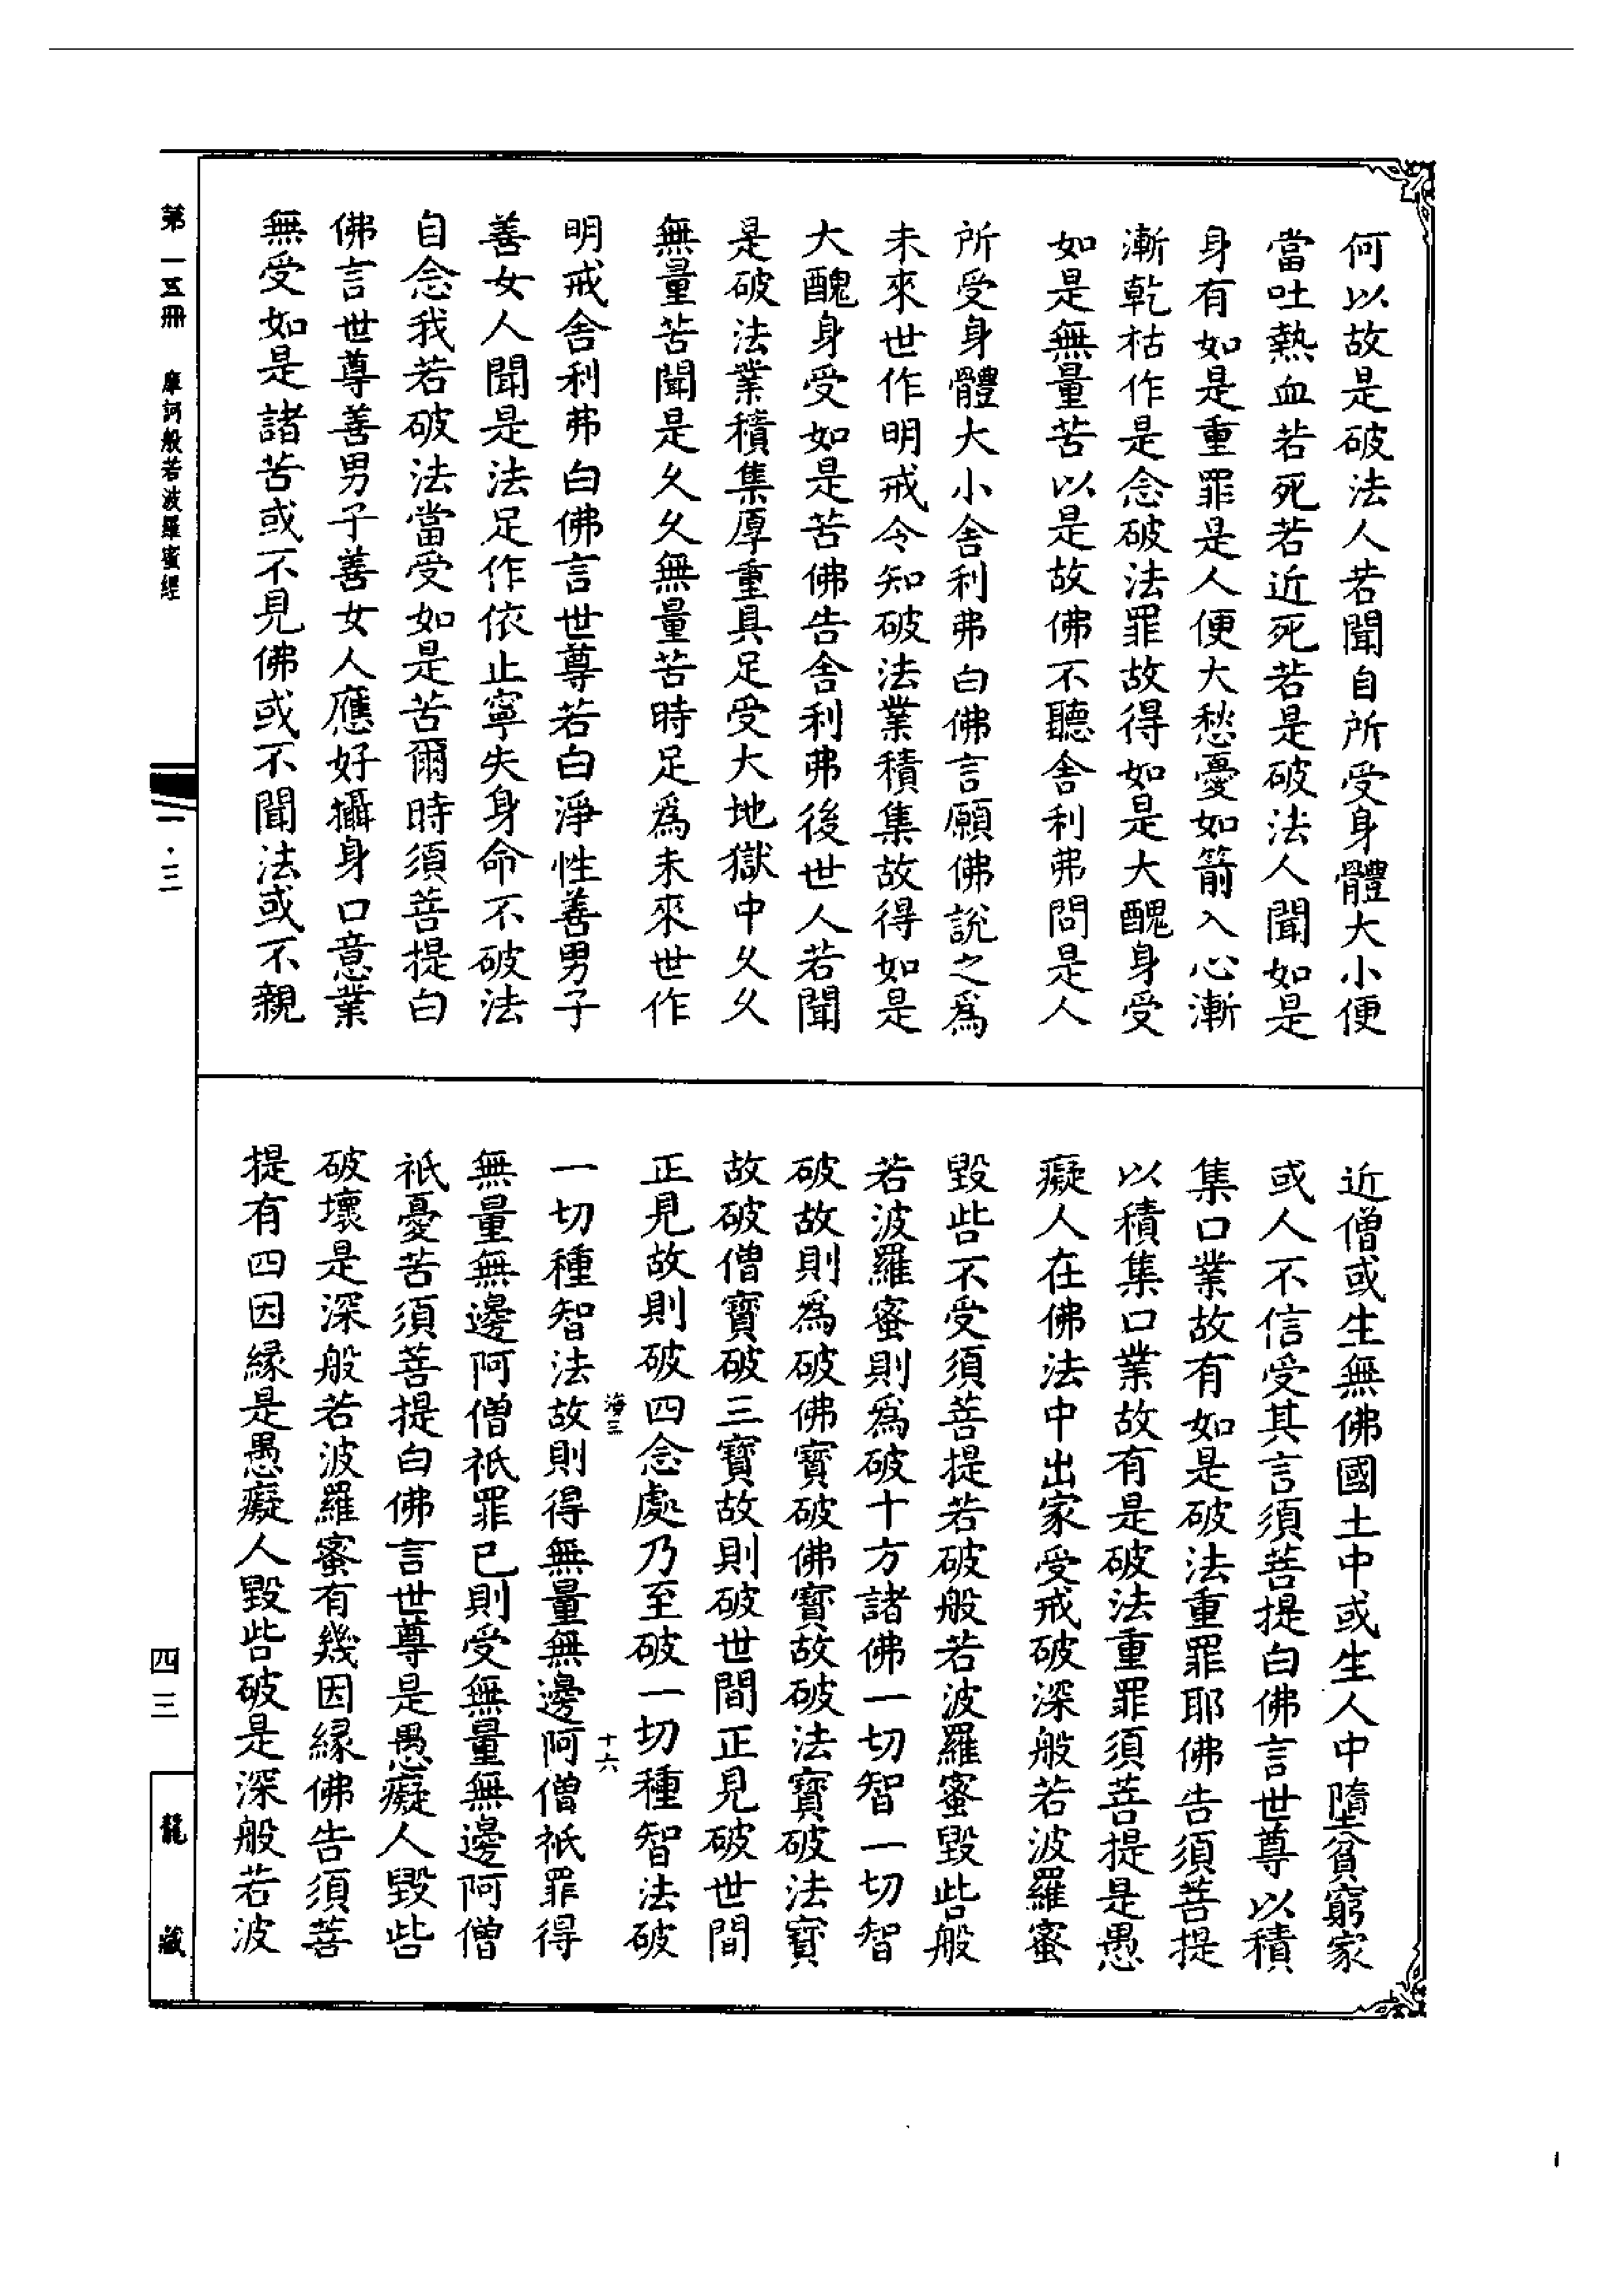 何以故是破法人若聞自所受身體大小便
當吐熱血若死若近死若是破法人聞如是
身有如是重罪是人便大愁憂如箭入心漸
漸乾枯作是念破法罪故得如是大醜身受
如是無量苦以是故佛不聽舍利弗問是人
所受身體大小舍利弗白佛言願佛說之為
未來世作明戒令知破法業積集故得如是
大醜身受如是苦佛告舍利弗後世人若聞
是破法業積集厚重具足受大地獄中久久
無量苦聞是久久無量苦時足為未來世作
明戒舍利弗白佛言世尊若白淨性善男子
善女人聞是法足作依止寧失身命不破法
自念我若破法當受如是苦爾時須菩提白
佛言世尊善男子善女人應好攝身口意業
無受如是諸苦或不見佛或不聞法或不親
近僧或生無佛國土中或生人中墮貧窮家
或人不信受其言須菩提白佛言世尊以積
集口業故有如是破法重罪耶佛告須菩提
以積集口業故有是破法重罪須菩提是愚
癡人在佛法中出家受戒破深般若波羅蜜
毀呰不受須菩提若破般若波羅蜜毀呰般
若波羅蜜則為破十方諸佛一切智一切智
破故則為破佛寶破佛寶故破法寶破法寶
故破僧寶破三寶故則破世間正見破世間
正見故則破四念處乃至破一切種智法破
海三 十六
一切種智法故則得無量無邊阿僧祇罪得
無量無邊阿僧祇罪已則受無量無邊阿僧
祇憂苦須菩提白佛言世尊是愚癡人毀呰
破壞是深般若波羅蜜有幾因緣佛告須菩
提有四因緣是愚癡人毀呰破是深般若波
第一五冊 摩訶般若波羅蜜經
一·三
四三
龍藏